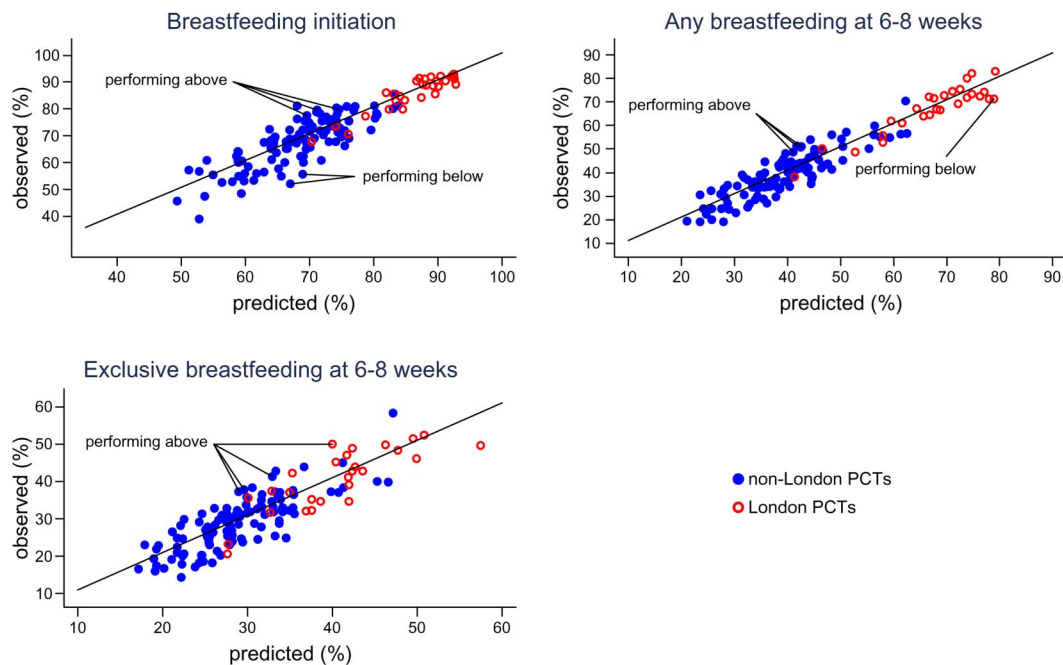 Breastfeeding initiation
100
90
80
70
60
50
40
observed (%)
performing above
performing below
40 50 60 70 80 90 100
predicted (%)
Any breastfeeding at 6-8 weeks
90
80
70
60
50
40
30
20
10
observed (%)
performing above
performing below
10 20 30 40 50 60 70 80 90
predicted (%)
Exclusive breastfeeding at 6-8 weeks
60
50
40
30
20
10
observed (%)
performing above
10 20 30 40 50 60
predicted (%)
non-London PCTs
London PCTs